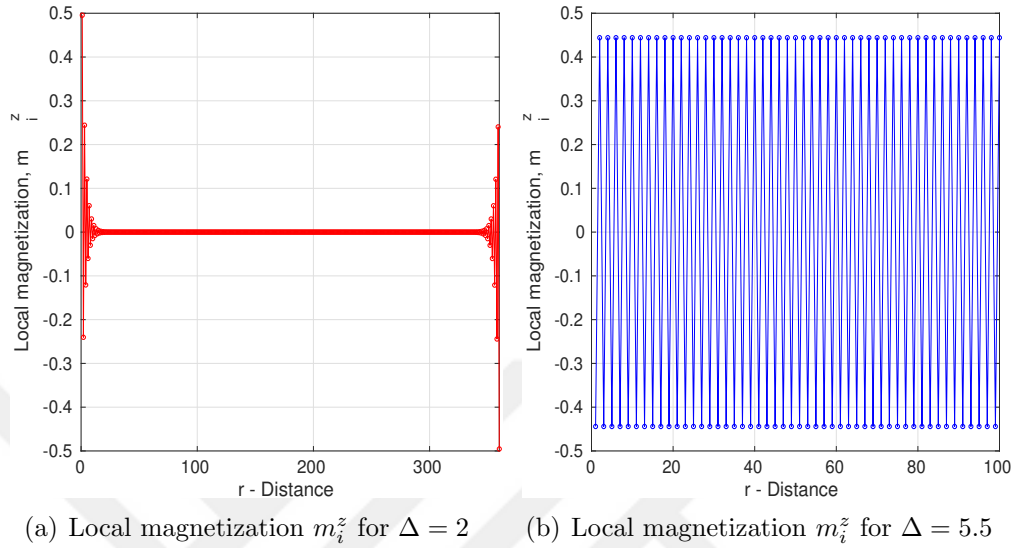 0.5
0.4
0.3
0.2
0.1
0
-0.1
-0.2
-0.3
-0.4
-0.5
Local magnetization, m
z
i
0 100 200 300
r - Distance
(a) Local magnetization $m_i^z$ for Δ = 2
0.5
0.4
0.3
0.2
0.1
0
-0.1
-0.2
-0.3
-0.4
-0.5
Local magnetization, m
z
i
0 20 40 60 80 100
r - Distance
(b) Local magnetization $m_i^z$ for Δ = 5.5